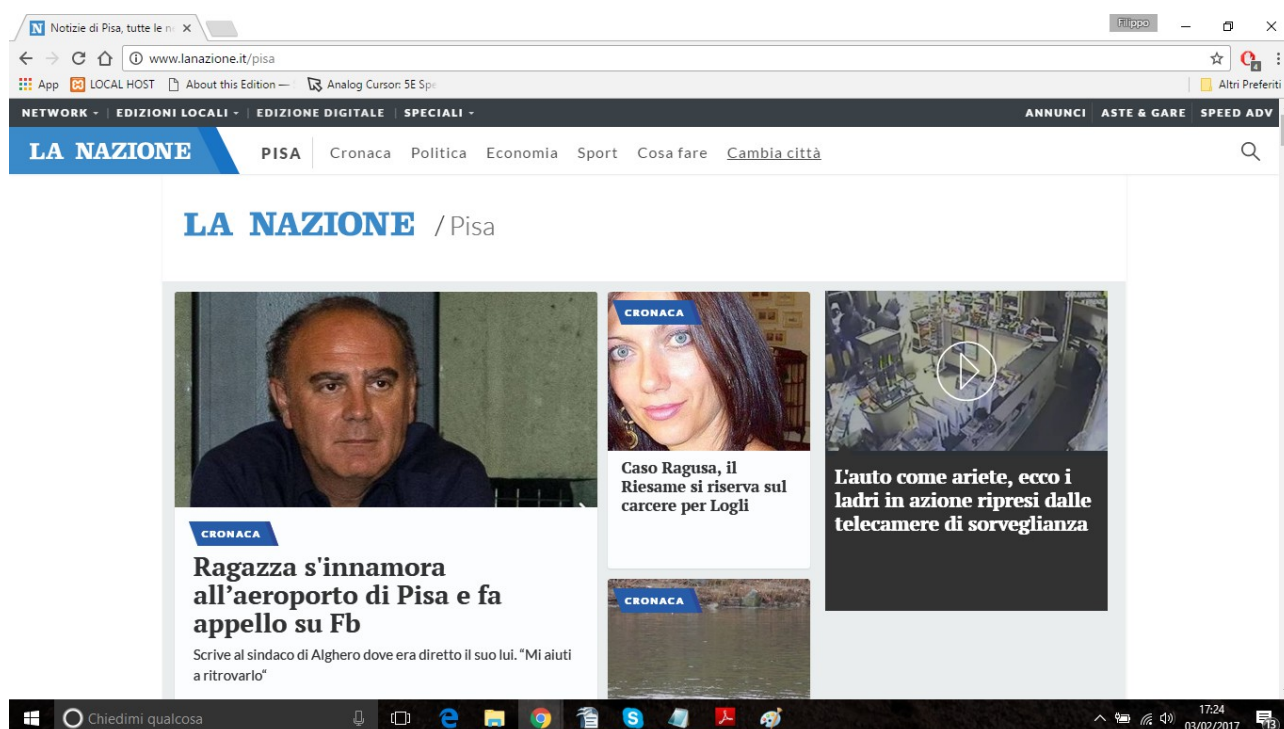 Notizie di Pisa, tutte le n
Filippo
www.lanazione.it/pisa
App LOCAL HOST About this Edition — Analog Cursor: 5E Spe Altri Preferiti
NETWORK EDIZIONI LOCALI EDIZIONE DIGITALE SPECIALI ANNUNCI ASTE & GARE SPEED ADV
LA NAZIONE PISA Cronaca Politica Economia Sport Cosa fare Cambia città
LA NAZIONE / Pisa
CRONACA
Ragazza s'innamora
all’aeroporto di Pisa e fa
appello su Fb
Scrive al sindaco di Alghero dove era diretto il suo lui. “Mi aiuti
a ritrovarlo“
CRONACA
Caso Ragusa, il
Riesame si riserva sul
carcere per Logli
CRONACA
L'auto come ariete, ecco i
ladri in azione ripresi dalle
telecamere di sorveglianza
Chiedimi qualcosa
17:24
03/02/2017
13